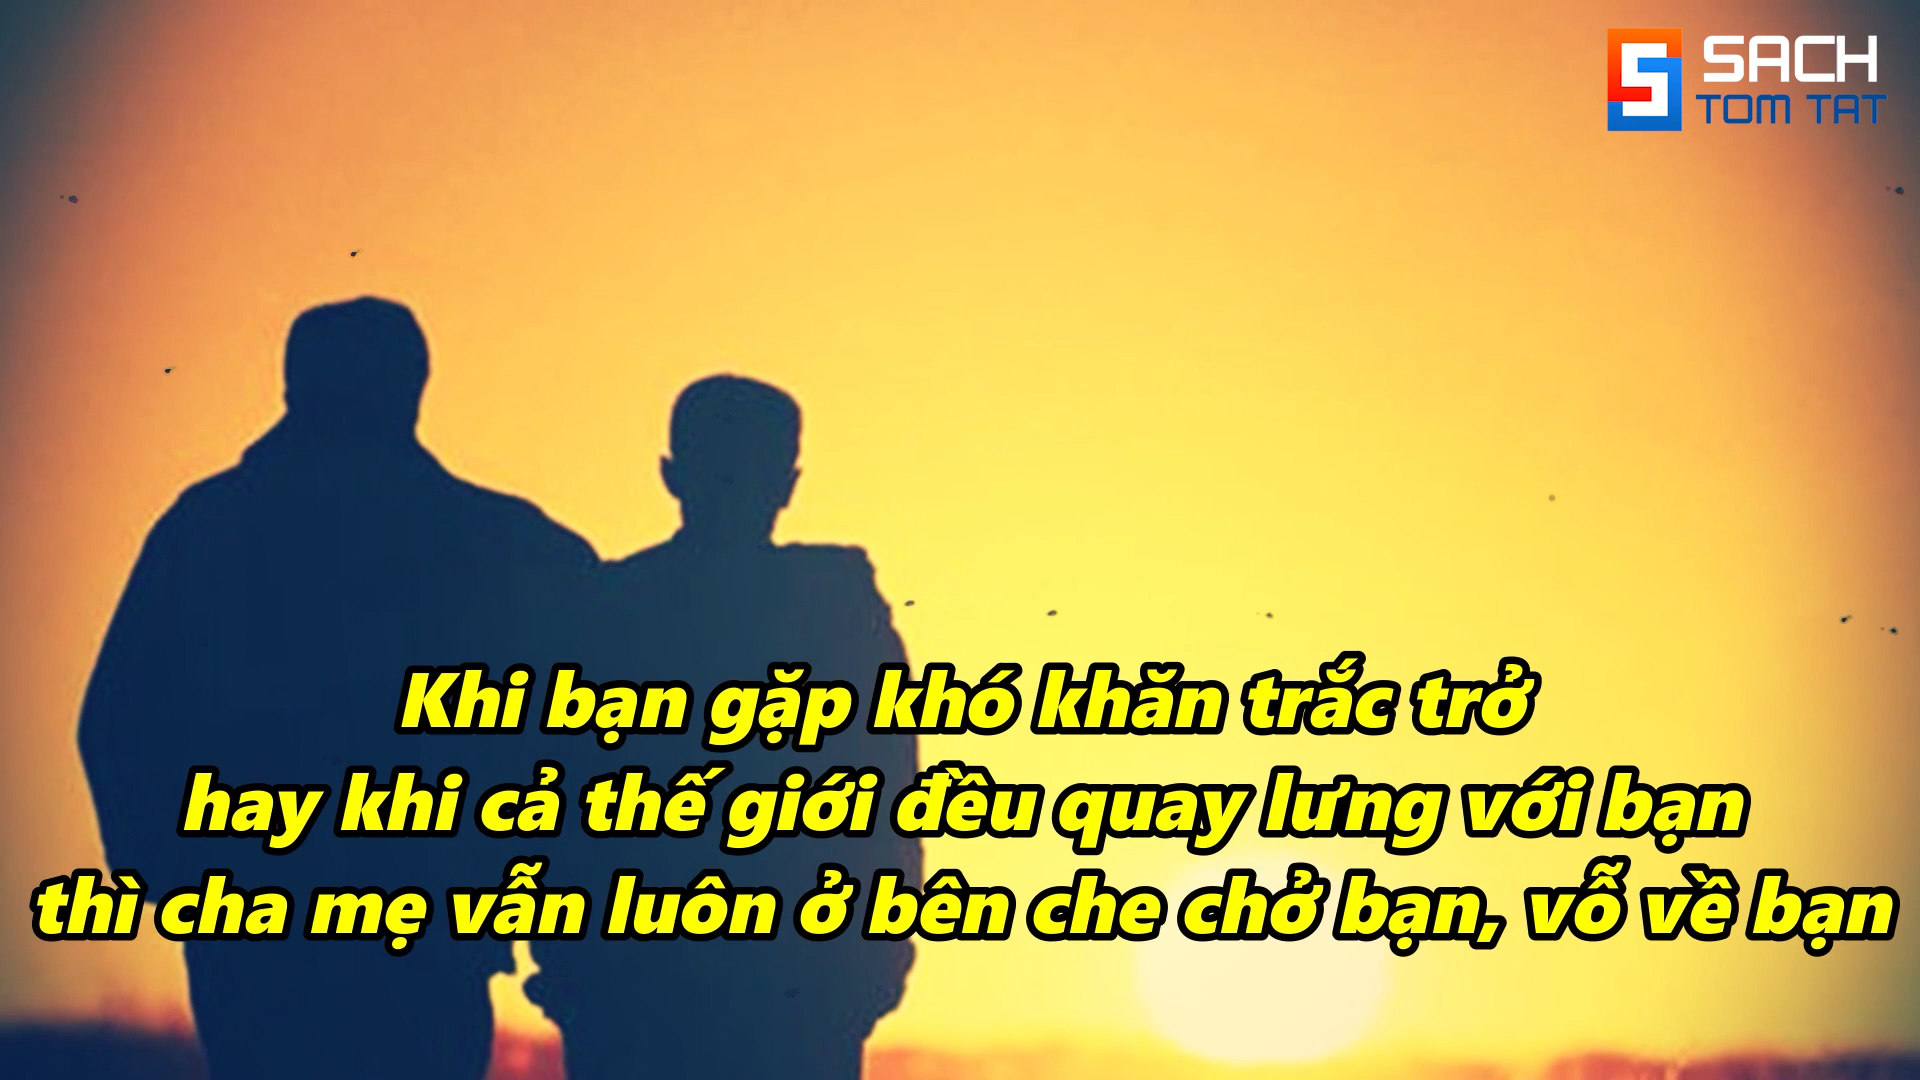 SACH
TOM TAT
Khi bạn gặp khó khăn trắc trở
hay khi cả thế giới đều quay lưng với bạn
thì cha mẹ vẫn luôn ở bên che chở bạn, vỗ về bạn